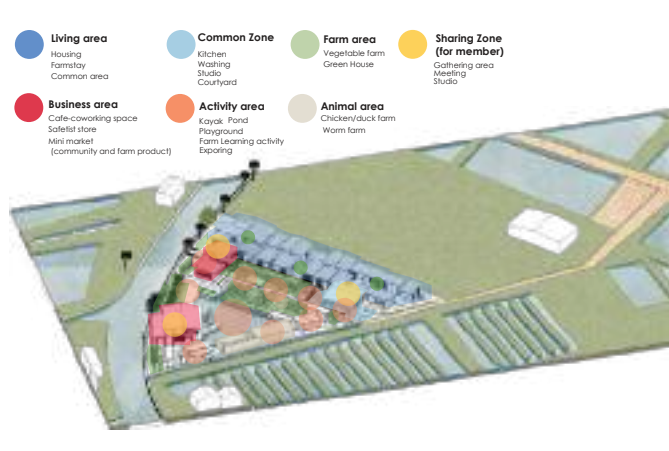 Living area
Housing
Farmstay
Common area
Common Zone
Kitchen
Washing
Studio
Courtyard
Farm area
Vegetable farm
Green House
Sharing Zone
(for member)
Gathering area
Meeting
Studio
Business area
Cafe-coworking space
Safetist store
Mini market
(community and farm product)
Activity area
Kayak Pond
Playground
Farm Learning activity
Exporing
Animal area
Chicken/duck farm
Worm farm